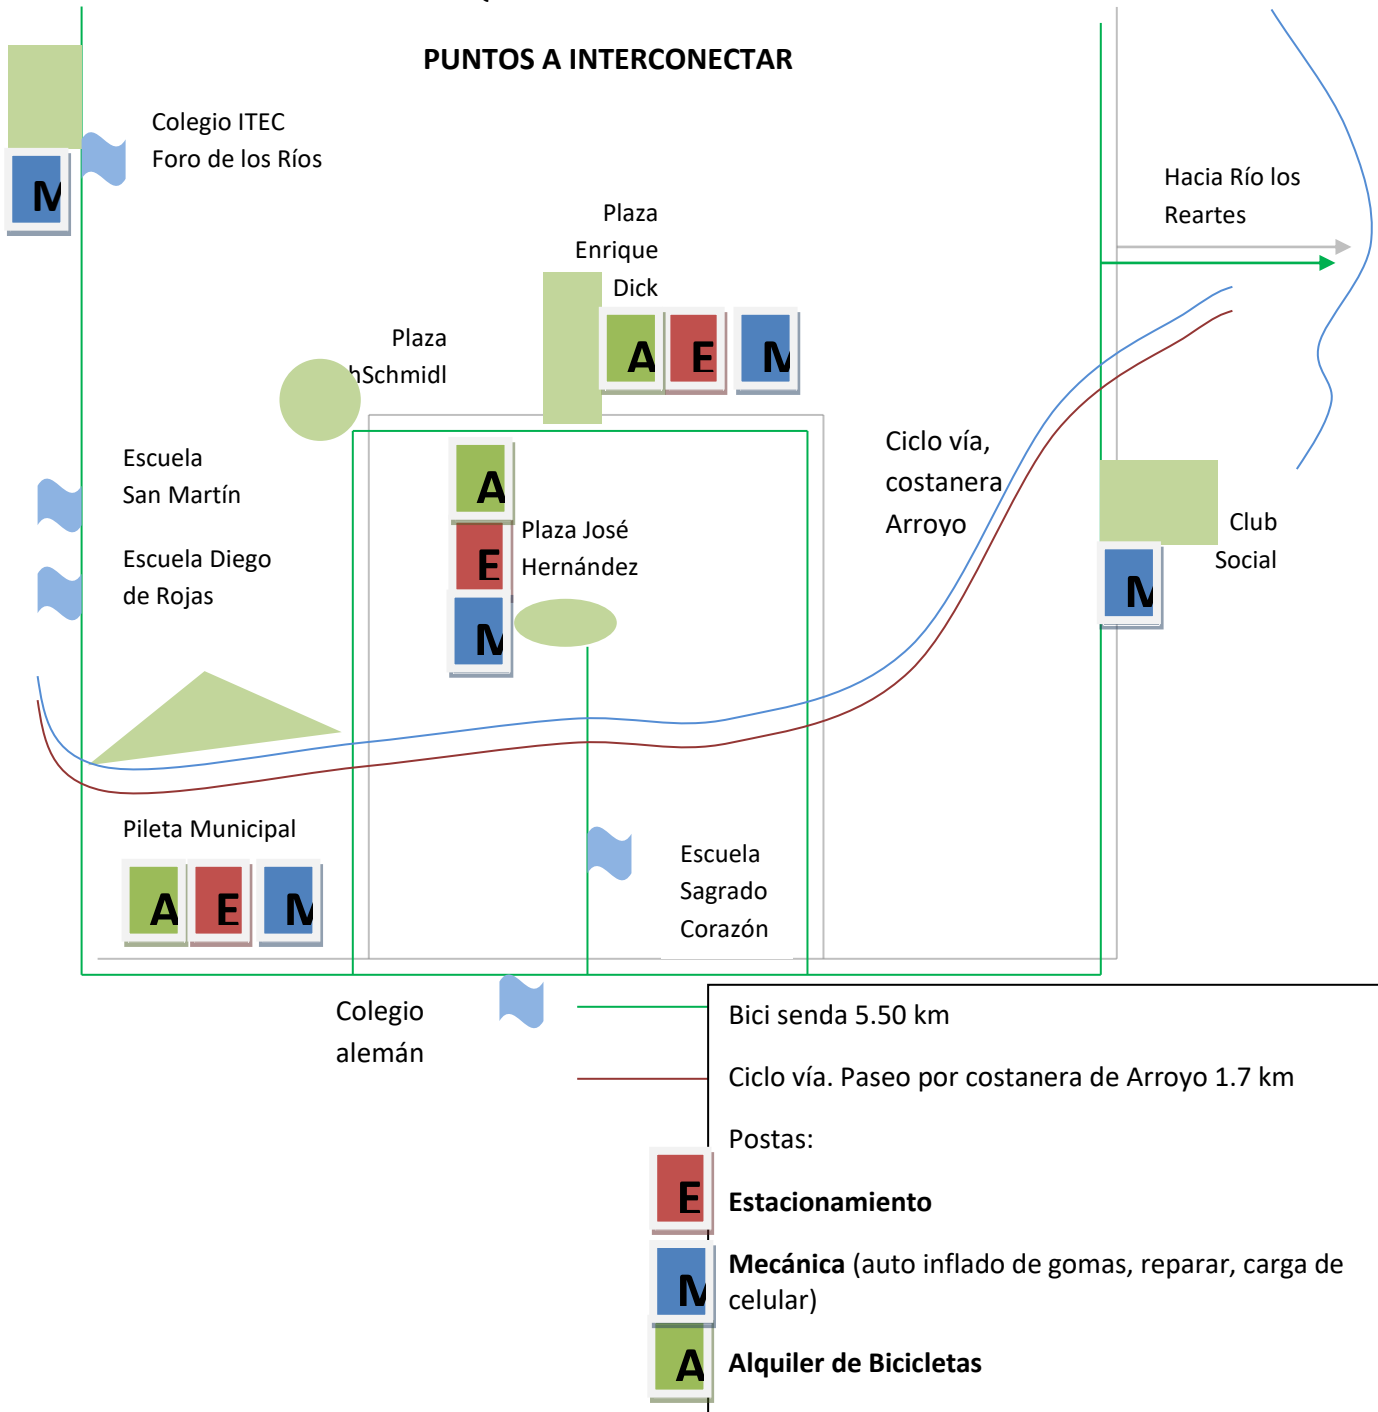 PUNTOS A INTERCONECTAR
Colegio ITEC
Foro de los Ríos
M
Hacia Río los
Reartes
Plaza
Enrique
Dick
A E M
Plaza
hSchmidl
Ciclo vía,
costanera
Arroyo
Escuela
San Martín
A
E
M
Plaza José
Hernández
Escuela Diego
de Rojas
Club
Social
M
Pileta Municipal
A E M
Escuela
Sagrado
Corazón
Colegio
alemán
Bici senda 5.50 km
Ciclo vía. Paseo por costanera de Arroyo 1.7 km
Postas:
E
Estacionamiento
M
Mecánica (auto inflado de gomas, reparar, carga de
celular)
A
Alquiler de Bicicletas